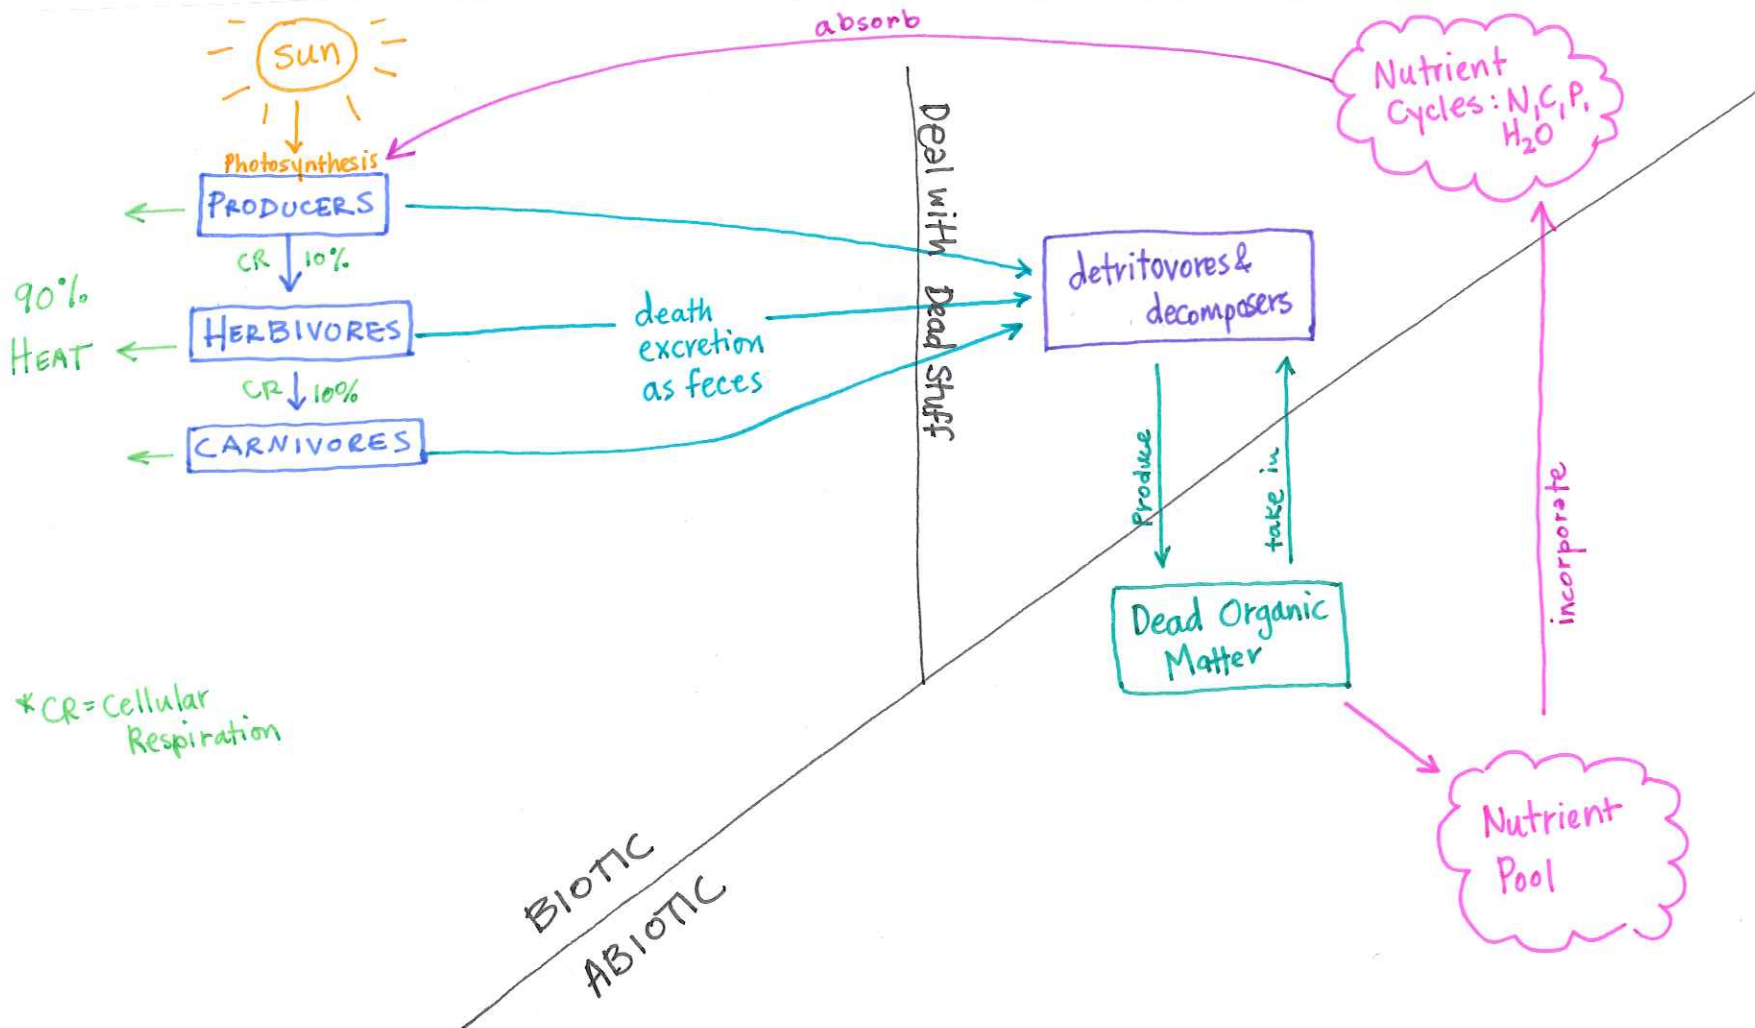 absorb
Sun
Nutrient
Cycles: N, C, P,
H₂O
Photosynthesis
PRODUCERS
CR 10%
90%
HEAT
HERBIVORES
CR 10%
CARNIVORES
death
excretion
as feces
Deal with Dead Stuff
detritovores &
decomposers
Produce
take in
incorporate
Dead Organic
Matter
*CR = Cellular
Respiration
Nutrient
Pool
BIOTIC
ABIOTIC